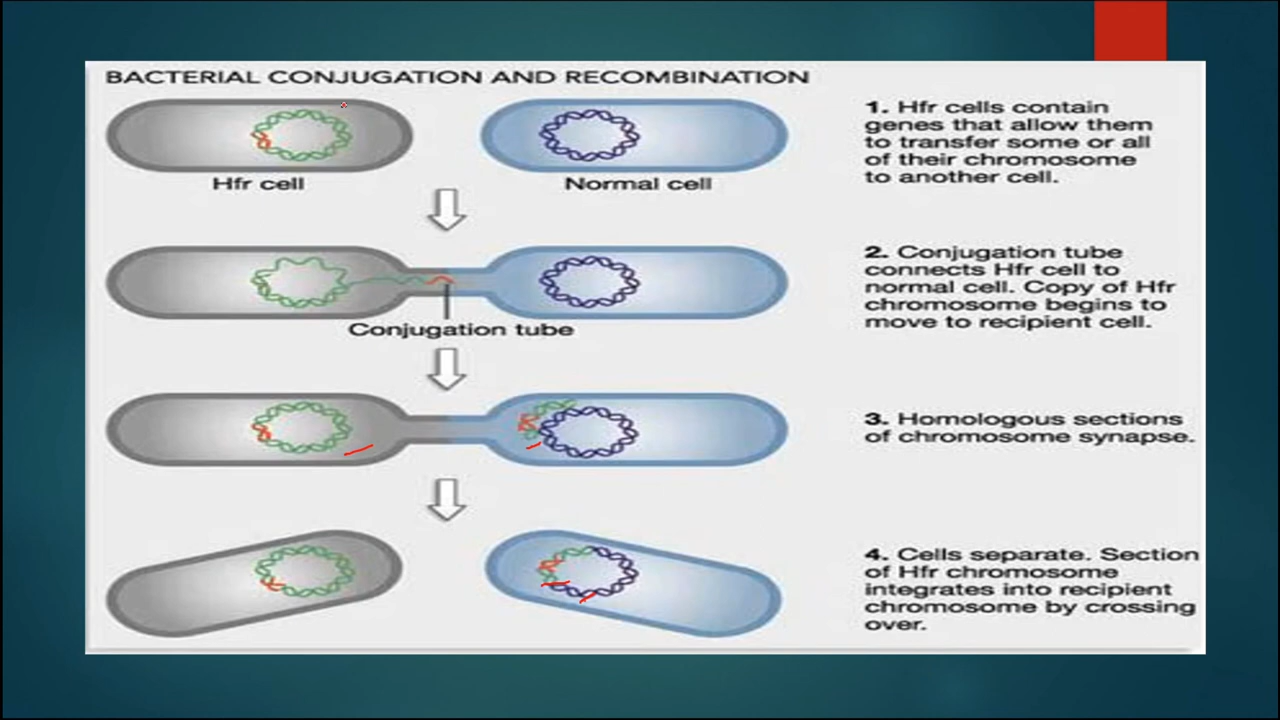 BACTERIAL CONJUGATION AND RECOMBINATION
Hfr cell
Normal cell
1. Hfr cells contain
genes that allow them
to transfer some or all
of their chromosome
to another cell.
Conjugation tube
2. Conjugation tube
connects Hfr cell to
normal cell. Copy of Hfr
chromosome begins to
move to recipient cell.
3. Homologous sections
of chromosome synapse.
4. Cells separate. Section
of Hfr chromosome
integrates into recipient
chromosome by crossing
over.